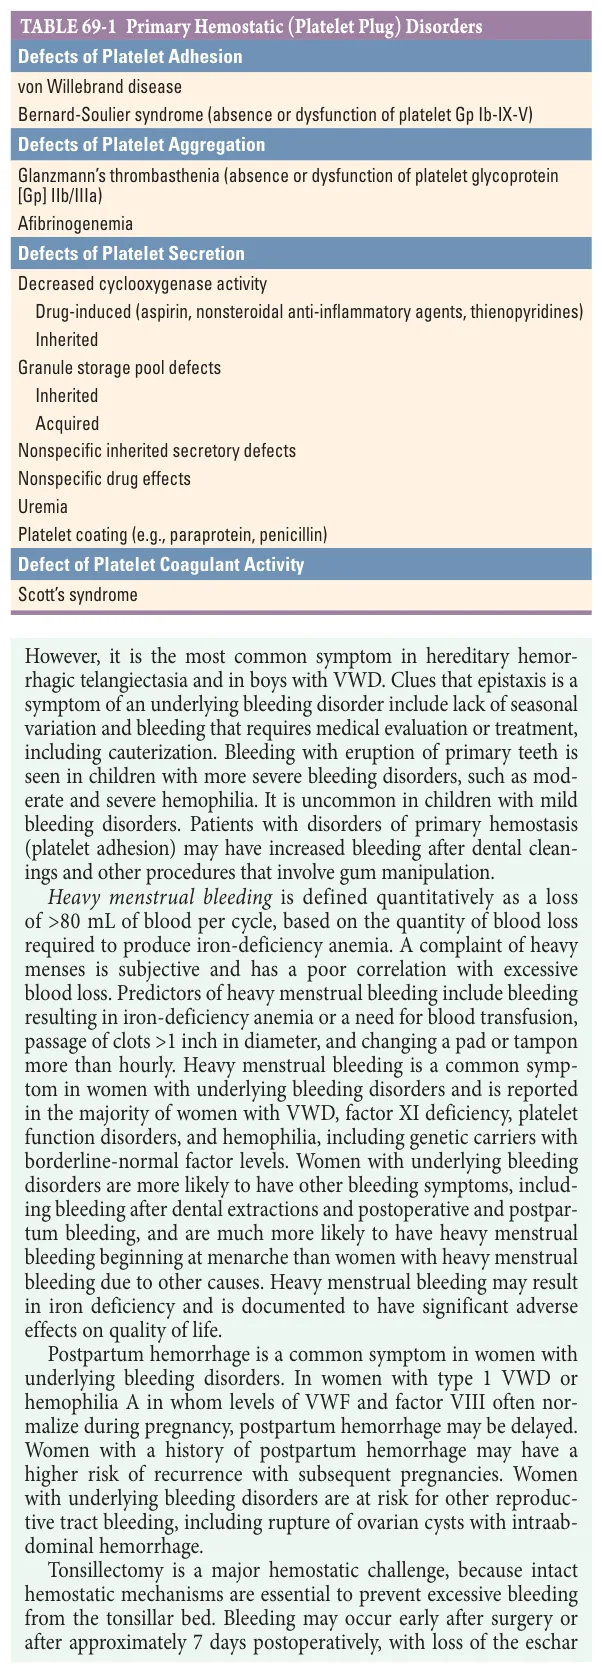 TABLE 69-1 Primary Hemostatic (Platelet Plug) Disorders
Defects of Platelet Adhesion
von Willebrand disease
Bernard-Soulier syndrome (absence or dysfunction of platelet Gp Ib-IX-V)
Defects of Platelet Aggregation
Glanzmann's thrombasthenia (absence or dysfunction of platelet glycoprotein
[Gp] IIb/IIIa)
Afibrinogenemia
Defects of Platelet Secretion
Decreased cyclooxygenase activity
Drug-induced (aspirin, nonsteroidal anti-inflammatory agents, thienopyridines)
Inherited
Granule storage pool defects
Inherited
Acquired
Nonspecific inherited secretory defects
Nonspecific drug effects
Uremia
Platelet coating (e.g., paraprotein, penicillin)
Defect of Platelet Coagulant Activity
Scott's syndrome
However, it is the most common symptom in hereditary hemor-
rhagic telangiectasia and in boys with VWD. Clues that epistaxis is a
symptom of an underlying bleeding disorder include lack of seasonal
variation and bleeding that requires medical evaluation or treatment,
including cauterization. Bleeding with eruption of primary teeth is
seen in children with more severe bleeding disorders, such as mod-
erate and severe hemophilia. It is uncommon in children with mild
bleeding disorders. Patients with disorders of primary hemostasis
(platelet adhesion) may have increased bleeding after dental clean-
ings and other procedures that involve gum manipulation.
Heavy menstrual bleeding is defined quantitatively as a loss
of >80 mL of blood per cycle, based on the quantity of blood loss
required to produce iron-deficiency anemia. A complaint of heavy
menses is subjective and has a poor correlation with excessive
blood loss. Predictors of heavy menstrual bleeding include bleeding
resulting in iron-deficiency anemia or a need for blood transfusion,
passage of clots >1 inch in diameter, and changing a pad or tampon
more than hourly. Heavy menstrual bleeding is a common symp-
tom in women with underlying bleeding disorders and is reported
in the majority of women with VWD, factor XI deficiency, platelet
function disorders, and hemophilia, including genetic carriers with
borderline-normal factor levels. Women with underlying bleeding
disorders are more likely to have other bleeding symptoms, includ-
ing bleeding after dental extractions and postoperative and postpar-
tum bleeding, and are much more likely to have heavy menstrual
bleeding beginning at menarche than women with heavy menstrual
bleeding due to other causes. Heavy menstrual bleeding may result
in iron deficiency and is documented to have significant adverse
effects on quality of life.
Postpartum hemorrhage is a common symptom in women with
underlying bleeding disorders. In women with type 1 VWD or
hemophilia A in whom levels of VWF and factor VIII often nor-
malize during pregnancy, postpartum hemorrhage may be delayed.
Women with a history of postpartum hemorrhage may have a
higher risk of recurrence with subsequent pregnancies. Women
with underlying bleeding disorders are at risk for other reproduc-
tive tract bleeding, including rupture of ovarian cysts with intraab-
dominal hemorrhage.
Tonsillectomy is a major hemostatic challenge, because intact
hemostatic mechanisms are essential to prevent excessive bleeding
from the tonsillar bed. Bleeding may occur early after surgery or
after approximately 7 days postoperatively, with loss of the eschar